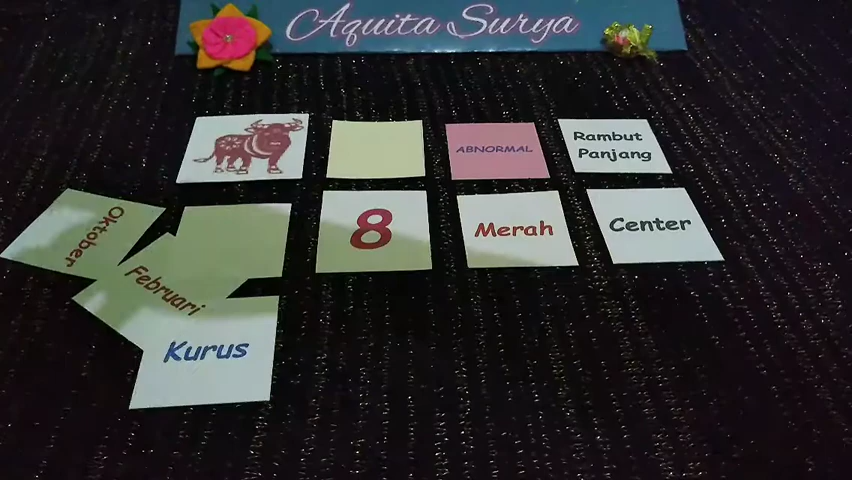 Aquita Surya
ABNORMAL
Rambut
Panjang
Oktober
Februari
8
Merah
Center
Kurus